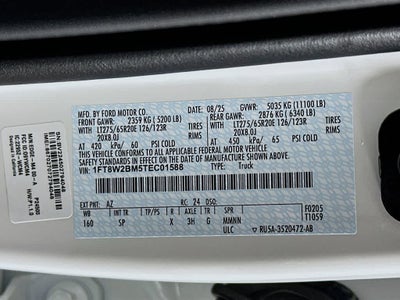 MFD. BY FORD MOTOR CO.
DATE: 08/25 GVWR: 5035 KG (11100 LB)
FRONT GAWR: 2359 KG (5200 LB) REAR GAWR: 2876 KG (6340 LB)
LT275/65R20E 126/123R LT275/65R20E 126/123R
20X8.0J 20X8.0J
AT 420 kPa/ 60 PSI COLD AT 450 kPa/ 65 PSI COLD
THIS VEHICLE CONFORMS TO ALL APPLICABLE FEDERAL MOTOR VEHICLE
SAFETY STANDARDS IN EFFECT ON THE DATE OF MANUFACTURE SHOWN ABOVE.
VIN: 1FT8W2BM5TEC01588 TYPE: Truck
EXT PNT: AZ RC: 24 DSO:
WB INT TR TP/PS R AX TR SPR F0205
160 SP X 3H G MMNN T1059
ULC RU5A-3520472-AB